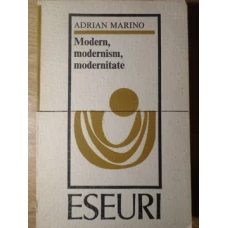 ADRIAN MARINO
Modern,
modernism,
modernitate
ESEURI